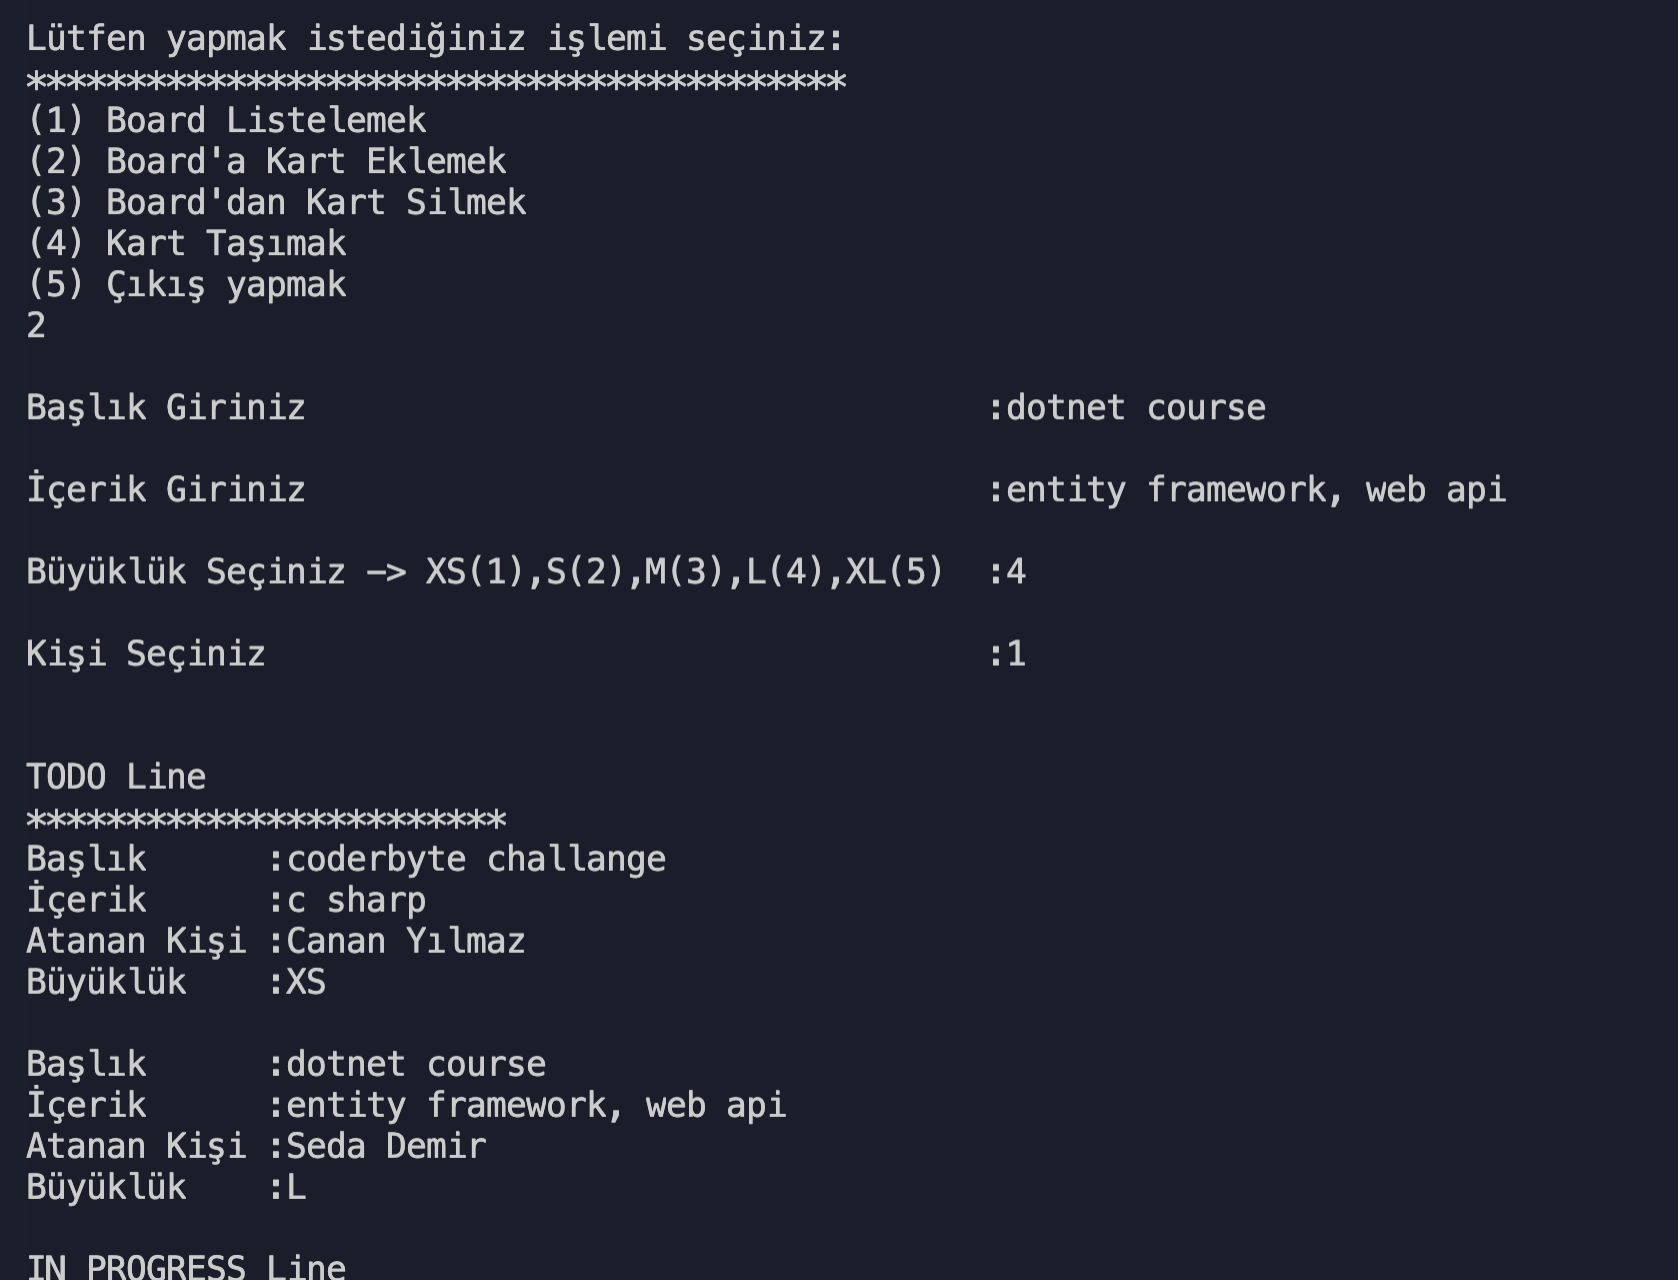 Lütfen yapmak istediğiniz işlemi seçiniz:
*****************************************
(1) Board Listelemek
(2) Board'a Kart Eklemek
(3) Board'dan Kart Silmek
(4) Kart Taşımak
(5) Çıkış yapmak
2
Başlık Giriniz :dotnet course
İçerik Giriniz :entity framework, web api
Büyüklük Seçiniz -> XS(1),S(2),M(3),L(4),XL(5) :4
Kişi Seçiniz :1
TODO Line
************************
Başlık :coderbyte challange
İçerik :c sharp
Atanan Kişi :Canan Yılmaz
Büyüklük :XS
Başlık :dotnet course
İçerik :entity framework, web api
Atanan Kişi :Seda Demir
Büyüklük :L
IN PROGRESS Line